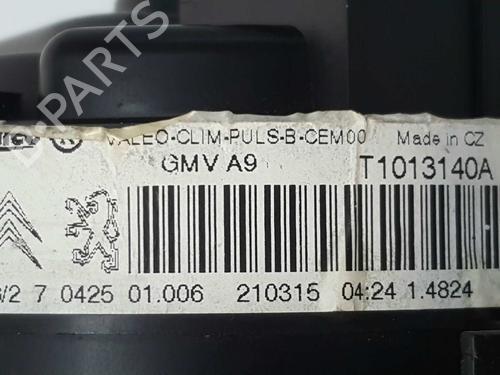 B-PARTS
VALEO-CLIM-PULS-B-CEM00 Made in CZ
GMV A9 T1013140A
/2 7 0425 01.006 210315 04:24 1.4824